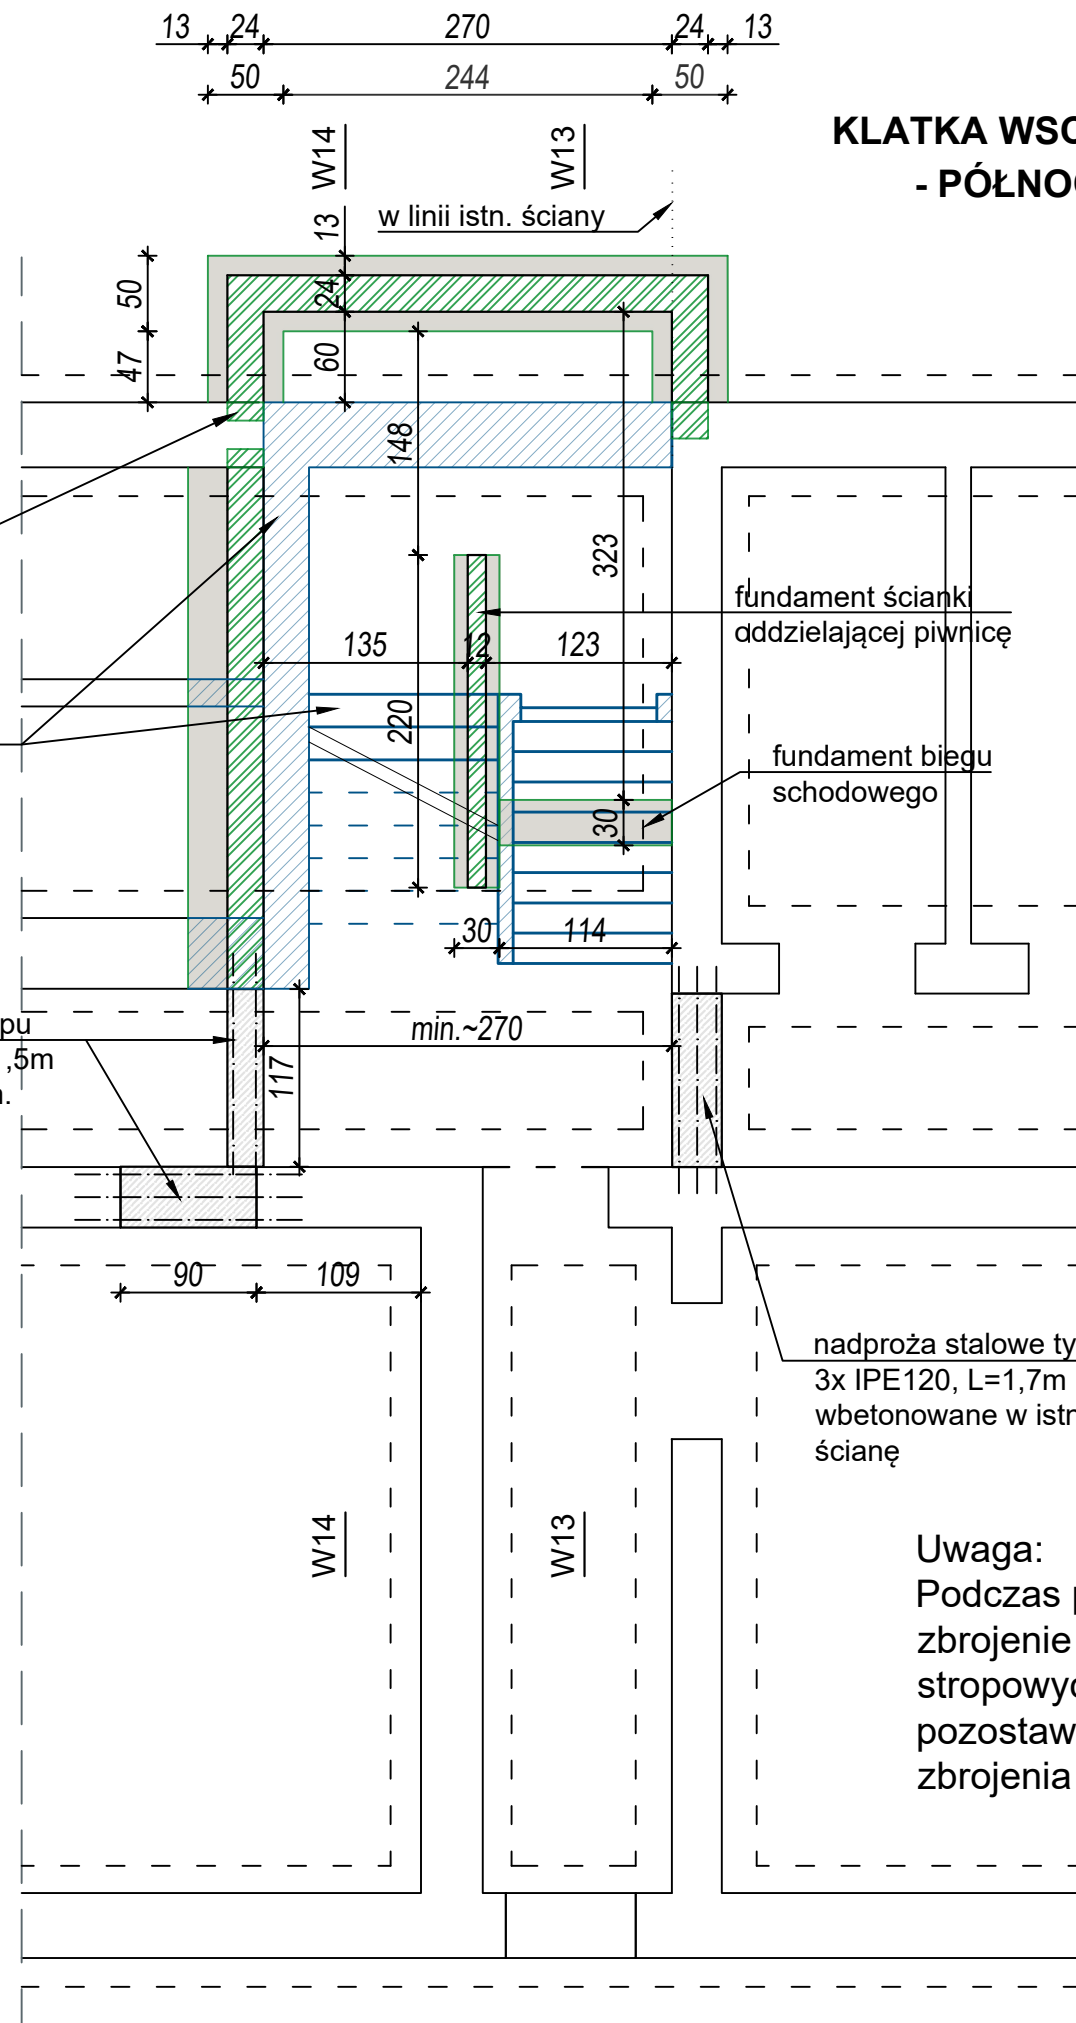 13 24 270 24 13
50 244 50
KLATKA WSC
- PÓŁNOC
W14
W13
w linii istn. ściany
13
24
60
50
47
148
323
fundament ścianki
oddzielającej piwnicę
135 12 123
220
fundament biegu
schodowego
30
30 114
pu
,5m
min.~270
117
90 109
nadproża stalowe ty
3x IPE120, L=1,7m
wbetonowane w istn
ścianę
W14
W13
Uwaga:
Podczas p
zbrojenie
stropowyc
pozostaw
zbrojenia